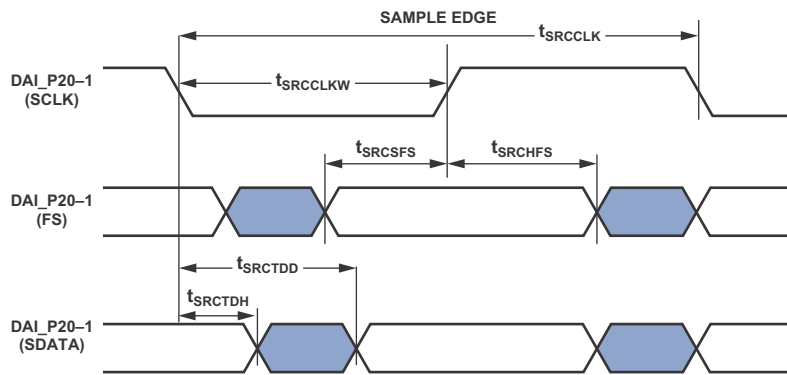 SAMPLE EDGE
tSRCCLK
DAI_P20–1
(SCLK)
tSRCCLKW
tSRCSFS
tSRCHFS
DAI_P20–1
(FS)
tSRCTDD
tSRCTDH
DAI_P20–1
(SDATA)